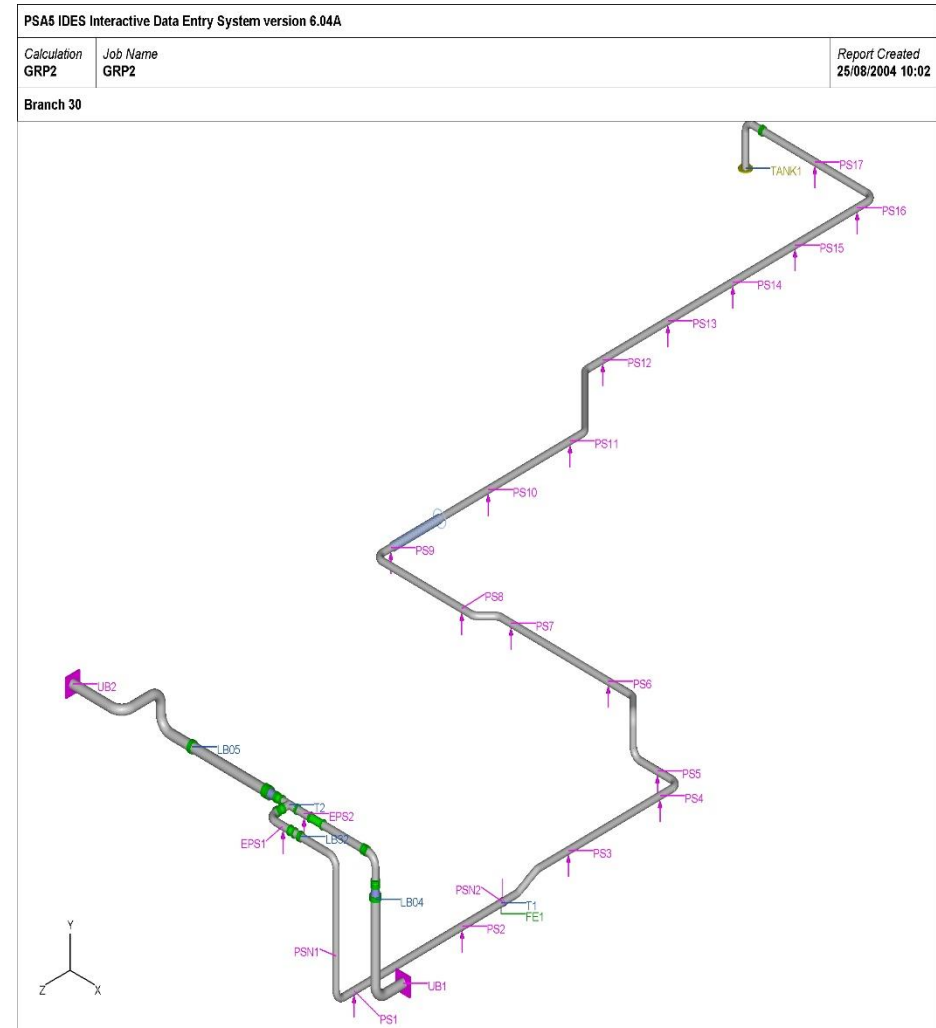 PSA5 IDES Interactive Data Entry System version 6.04A
Calculation Job Name Report Created
GRP2 GRP2 25/08/2004 10:02
Branch 30
TANK1
PS17
PS16
PS15
PS14
PS13
PS12
PS11
PS10
PS9
PS8
PS7
PS6
UB2
LB05
PS5
T2
PS4
EPS2
EPS1
LB32
PS3
PSN2
LB04
T1
FE1
PS2
PSN1
Y
UB1
Z X
PS1